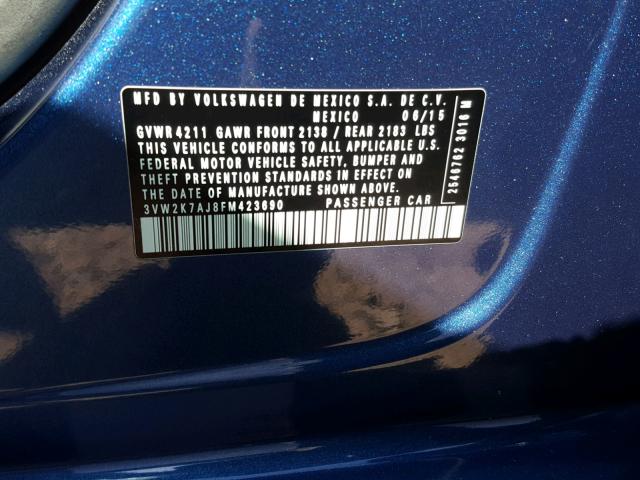 MFD BY VOLKSWAGEN DE MEXICO S.A. DE C.V.
MEXICO 06/15
GVWR 4211 GAWR FRONT 2138 / REAR 2183 LBS
THIS VEHICLE CONFORMS TO ALL APPLICABLE U.S.
FEDERAL MOTOR VEHICLE SAFETY, BUMPER AND
THEFT PREVENTION STANDARDS IN EFFECT ON
THE DATE OF MANUFACTURE SHOWN ABOVE.
3VW2K7AJ8FM423690 PASSENGER CAR
2546762 3016 M